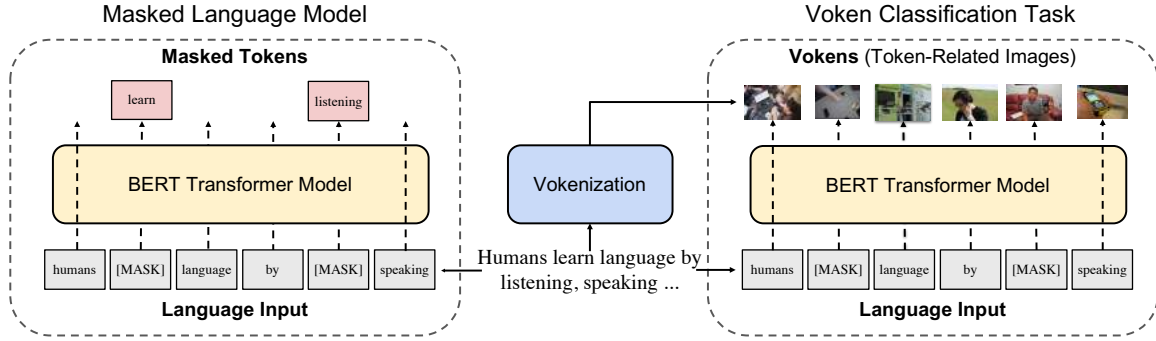 Masked Language Model
Masked Tokens
learn
listening
BERT Transformer Model
humans
[MASK]
language
by
[MASK]
speaking
Language Input
Vokenization
Humans learn language by
listening, speaking ...
Voken Classification Task
Vokens (Token-Related Images)
BERT Transformer Model
humans
[MASK]
language
by
[MASK]
speaking
Language Input